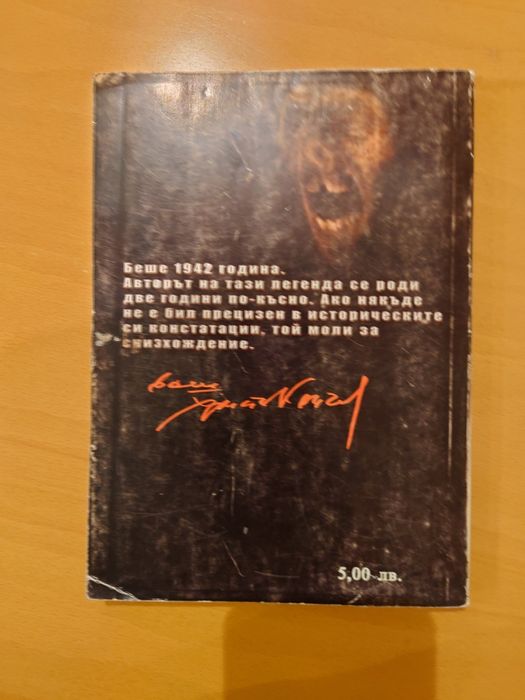 Беше 1942 година.
Авторът на тази легенда се роди
две години по-късно. Ако някъде
не е бил прецизен в историческите
си констатации, той моли за
снизхождение.
Ваш
5,00 лв.